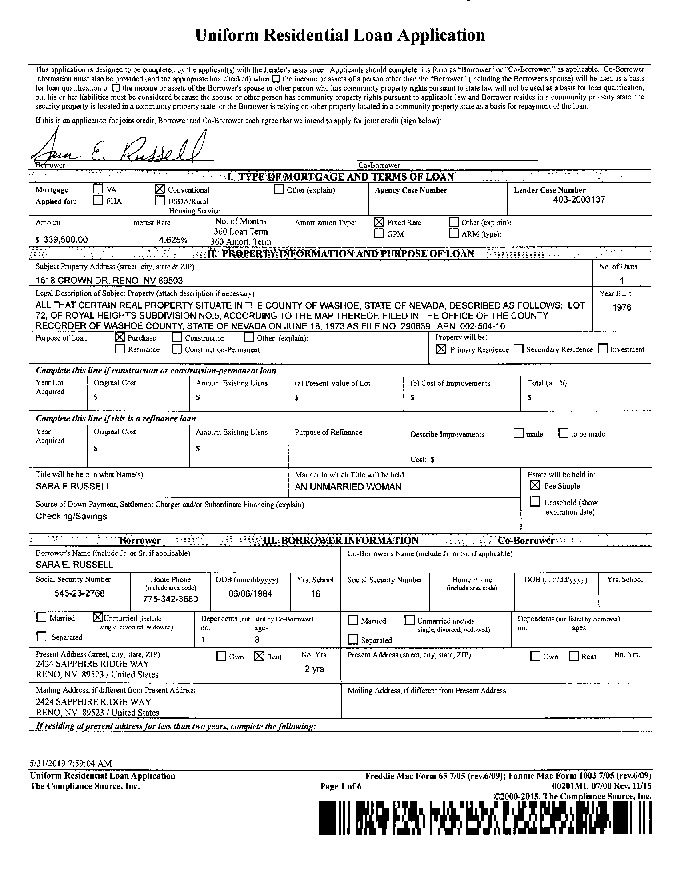 Uniform Residential Loan Application
This application is designed to be completed by the applicant(s) with the Lender's assistance. Applicants should complete this form as "Borrower" or "Co-Borrower," as applicable. Co-Borrower
information must also be provided (and the appropriate box checked) when ☐ the income or assets of a person other than the "Borrower" (including the Borrower's spouse) will be used as a basis
for loan qualification or ☐ the income or assets of the Borrower's spouse or other person who has community property rights pursuant to state law will not be used as a basis for loan qualification,
but his or her liabilities must be considered because the spouse or other person has community property rights pursuant to applicable law and Borrower resides in a community property state, the
security property is located in a community property state, or the Borrower is relying on other property located in a community property state as a basis for repayment of the loan.
If this is an application for joint credit, Borrower and Co-Borrower each agree that we intend to apply for joint credit (sign below):
Sara E. Russell
Borrower Co-Borrower
I. TYPE OF MORTGAGE AND TERMS OF LOAN
Mortgage ☐ VA ☒ Conventional ☐ Other (explain) Agency Case Number Lender Case Number
Applied for: ☐ FHA ☐ USDA/Rural 403-2003137
Housing Service
Amount Interest Rate No. of Months Amortization Type: ☒ Fixed Rate ☐ Other (explain):
360 Loan Term ☐ GPM ☐ ARM (type):
$ 339,500.00 4.625% 360 Amort. Term
II. PROPERTY INFORMATION AND PURPOSE OF LOAN
Subject Property Address (street, city, state & ZIP) No. of Units
1618 CROWN DR, RENO, NV 89503 1
Legal Description of Subject Property (attach description if necessary) Year Built
ALL THAT CERTAIN REAL PROPERTY SITUATE IN THE COUNTY OF WASHOE, STATE OF NEVADA, DESCRIBED AS FOLLOWS: LOT 1976
72, OF ROYAL HEIGHTS SUBDIVISION NO.5, ACCORDING TO THE MAP THEREOF FILED IN THE OFFICE OF THE COUNTY
RECORDER OF WASHOE COUNTY, STATE OF NEVADA ON JUNE 18, 1973 AS FILE NO. APN: 002-504-16
Purpose of Loan ☒ Purchase ☐ Construction ☐ Other (explain): Property will be:
☐ Refinance ☐ Construction-Permanent ☒ Primary Residence ☐ Secondary Residence ☐ Investment
Complete this line if construction or construction-permanent loan
Year Lot Original Cost Amount Existing Liens (a) Present Value of Lot (b) Cost of Improvements Total (a + b)
Acquired $ $ $ $ $
Complete this line if this is a refinance loan
Year Original Cost Amount Existing Liens Purpose of Refinance Describe Improvements ☐ made ☐ to be made
Acquired $ $ Cost: $
Title will be held in what Name(s) Manner in which Title will be held Estate will be held in:
SARA E RUSSELL AN UNMARRIED WOMAN ☒ Fee Simple
Source of Down Payment, Settlement Charges and/or Subordinate Financing (explain) ☐ Leasehold (show
Checking/Savings expiration date)
Borrower III. BORROWER INFORMATION Co-Borrower
Borrower's Name (include Jr. or Sr. if applicable) Co-Borrower's Name (include Jr. or Sr. if applicable)
SARA E. RUSSELL
Social Security Number Home Phone (include area code) DOB (mm/dd/yyyy) Yrs. School Social Security Number Home Phone (include area code) DOB (mm/dd/yyyy) Yrs. School
545-23-2768 775-342-3680 06/06/1984 16
☐ Married ☒ Unmarried (include Dependents (not listed by Co-Borrower) ☐ Married ☐ Unmarried (include Dependents (not listed by Borrower)
single, divorced, widowed) no. ages single, divorced, widowed) no. ages
☐ Separated 1 3 ☐ Separated
Present Address (street, city, state, ZIP) ☐ Own ☒ Rent No. Yrs. Present Address (street, city, state, ZIP) ☐ Own ☐ Rent No. Yrs.
2424 SAPPHIRE RIDGE WAY 2 yrs
RENO, NV 89523 / United States
Mailing Address, if different from Present Address Mailing Address, if different from Present Address
2424 SAPPHIRE RIDGE WAY
RENO, NV 89523 / United States
If residing at present address for less than two years, complete the following:
5/31/2019 7:59:04 AM
Uniform Residential Loan Application Freddie Mac Form 65 7/05 (rev.6/09); Fannie Mae Form 1003 7/05 (rev.6/09)
The Compliance Source, Inc. Page 1 of 6 00201MU 07/00 Rev. 11/15
©2000-2015, The Compliance Source, Inc.